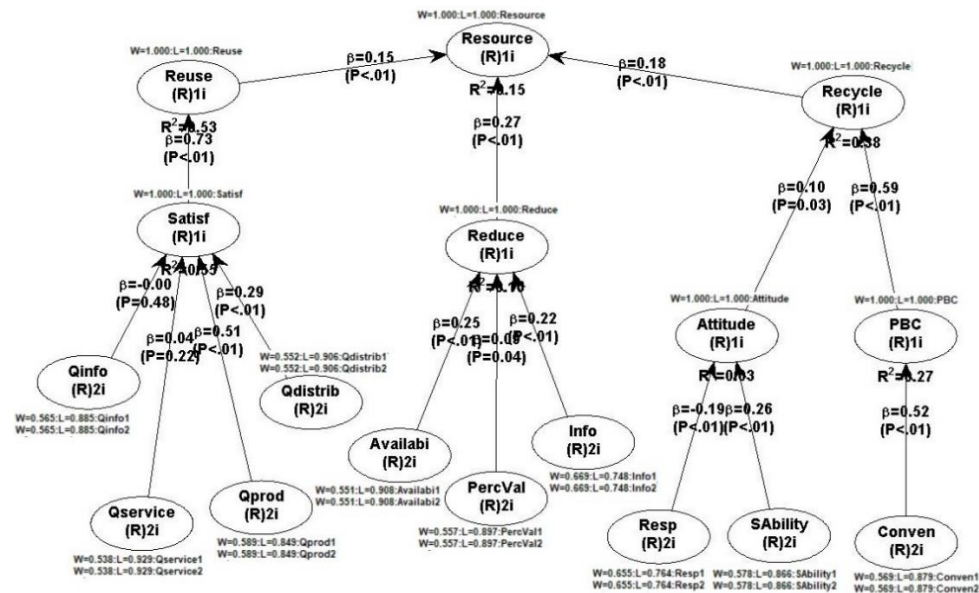 W=1.000:L=1.000:Resource
Resource
(R)1i
R²=0.15
W=1.000:L=1.000:Reuse
Reuse
(R)1i
R²=0.53
β=0.15
(P<.01)
β=0.18
(P<.01)
W=1.000:L=1.000:Recycle
Recycle
(R)1i
R²=0.38
β=0.73
(P<.01)
β=0.27
(P<.01)
β=0.10
(P=0.03)
β=0.59
(P<.01)
W=1.000:L=1.000:Satisf
Satisf
(R)1i
R²=0.55
W=1.000:L=1.000:Reduce
Reduce
(R)1i
W=1.000:L=1.000:Attitude
Attitude
(R)1i
W=1.000:L=1.000:PBC
PBC
(R)1i
R²=0.27
β=-0.00
(P=0.48)
β=0.04
(P=0.22)
β=0.51
(P<.01)
β=0.29
(P<.01)
β=0.25
(P<.01)
(P=0.04)
β=0.22
(P<.01)
β=-0.19
(P<.01)
β=0.26
(P<.01)
β=0.52
(P<.01)
Qinfo
(R)2i
W=0.565:L=0.885:Qinfo1
W=0.565:L=0.885:Qinfo2
W=0.552:L=0.906:Qdistrib1
W=0.552:L=0.906:Qdistrib2
Qdistrib
(R)2i
Availabi
(R)2i
W=0.551:L=0.908:Availabi1
W=0.551:L=0.908:Availabi2
Info
(R)2i
W=0.669:L=0.748:Info1
W=0.669:L=0.748:Info2
Qservice
(R)2i
W=0.538:L=0.929:Qservice1
W=0.538:L=0.929:Qservice2
Qprod
(R)2i
W=0.589:L=0.849:Qprod1
W=0.589:L=0.849:Qprod2
PercVal
(R)2i
W=0.557:L=0.897:PercVal1
W=0.557:L=0.897:PercVal2
Resp
(R)2i
W=0.655:L=0.764:Resp1
W=0.655:L=0.764:Resp2
SAbility
(R)2i
W=0.578:L=0.866:SAbility1
W=0.578:L=0.866:SAbility2
Conven
(R)2i
W=0.569:L=0.879:Conven1
W=0.569:L=0.879:Conven2